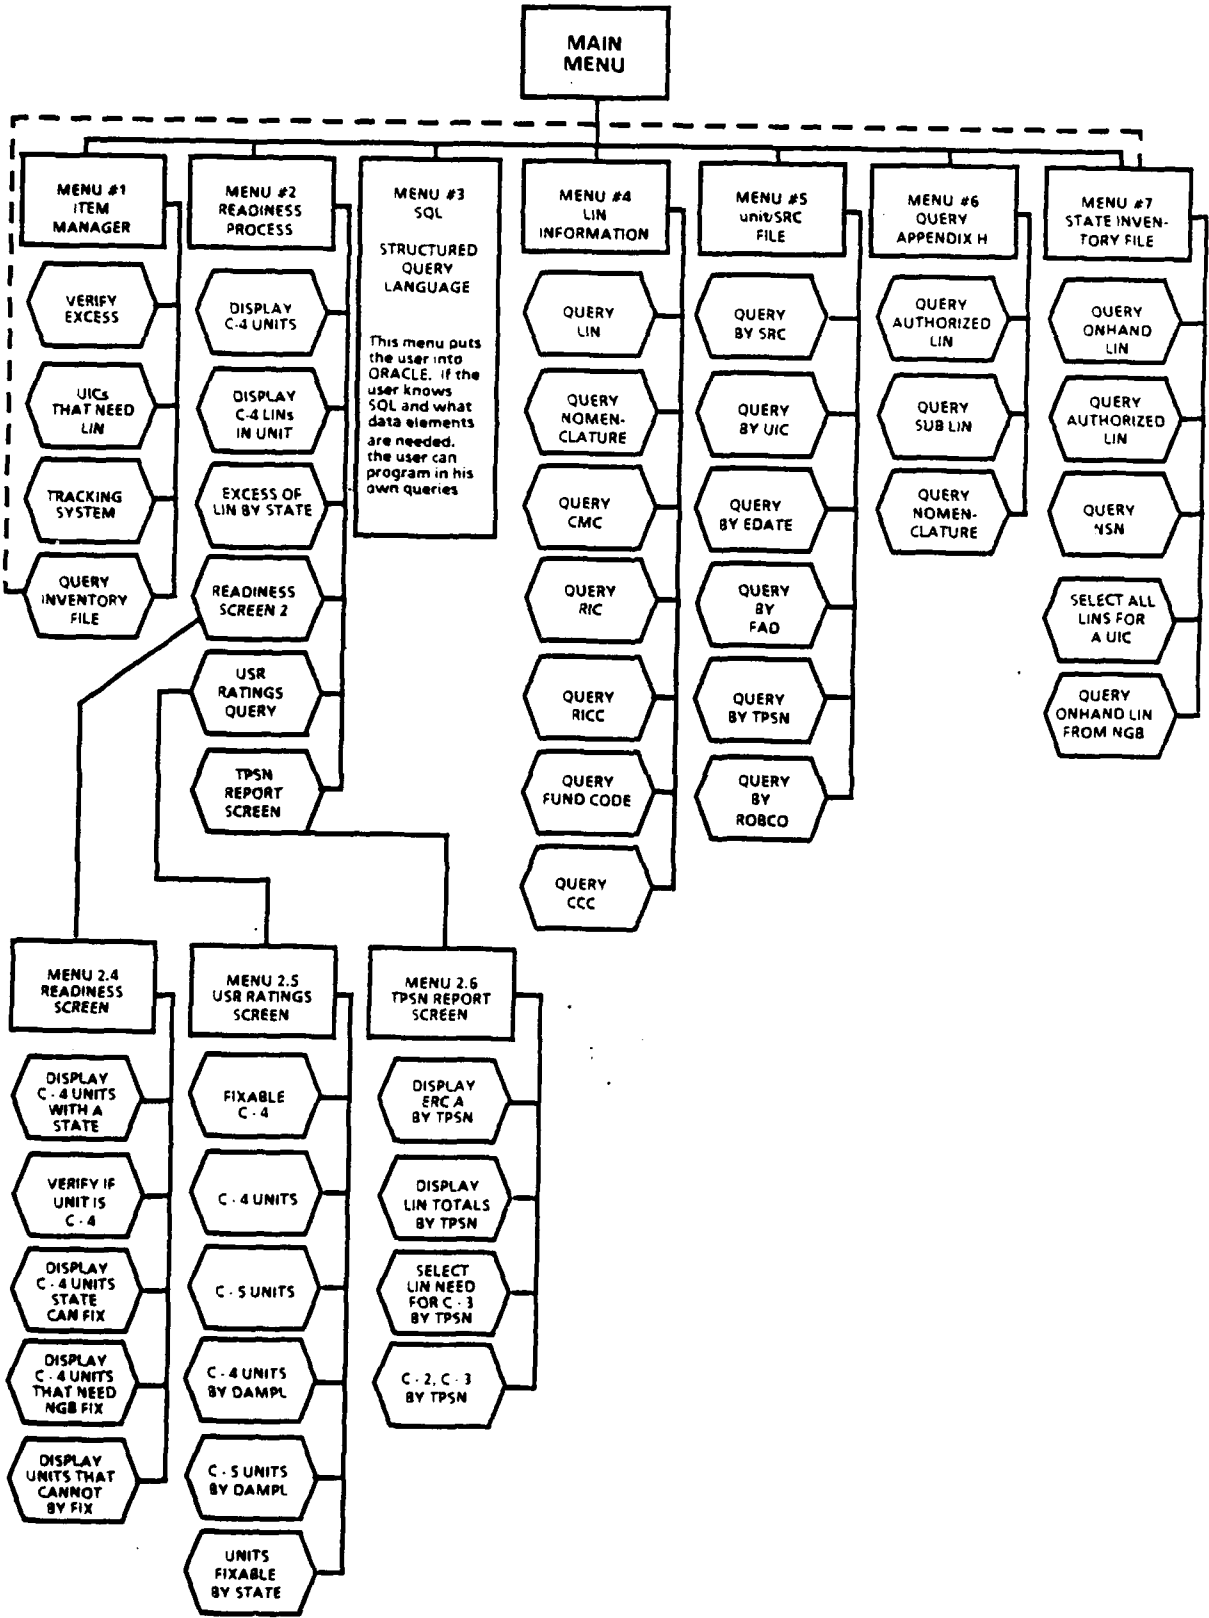 MAIN
MENU
MENU #1
ITEM
MANAGER
VERIFY
EXCESS
UICs
THAT NEED
LIN
TRACKING
SYSTEM
QUERY
INVENTORY
FILE
MENU #2
READINESS
PROCESS
DISPLAY
C-4 UNITS
DISPLAY
C-4 LINs
IN UNIT
EXCESS OF
LIN BY STATE
READINESS
SCREEN 2
USR
RATINGS
QUERY
TPSN
REPORT
SCREEN
MENU #3
SQL
STRUCTURED
QUERY
LANGUAGE
This menu puts
the user into
ORACLE. If the
user knows
SQL and what
data elements
are needed.
the user can
program in his
own queries
MENU #4
LIN
INFORMATION
QUERY
LIN
QUERY
NOMEN-
CLATURE
QUERY
CMC
QUERY
RIC
QUERY
RICC
QUERY
FUND CODE
QUERY
CCC
MENU #5
unit/SRC
FILE
QUERY
BY SRC
QUERY
BY UIC
QUERY
BY EDATE
QUERY
BY
FAD
QUERY
BY TPSN
QUERY
BY
ROBCO
MENU #6
QUERY
APPENDIX H
QUERY
AUTHORIZED
LIN
QUERY
SUB LIN
QUERY
NOMEN-
CLATURE
MENU #7
STATE INVEN-
TORY FILE
QUERY
ONHAND
LIN
QUERY
AUTHORIZED
LIN
QUERY
NSN
SELECT ALL
LINS FOR
A UIC
QUERY
ONHAND LIN
FROM NGB
MENU 2.4
READINESS
SCREEN
DISPLAY
C - 4 UNITS
WITH A
STATE
VERIFY IF
UNIT IS
C - 4
DISPLAY
C - 4 UNITS
STATE
CAN FIX
DISPLAY
C - 4 UNITS
THAT NEED
NGB FIX
DISPLAY
UNITS THAT
CANNOT
BY FIX
MENU 2.5
USR RATINGS
SCREEN
FIXABLE
C - 4
C - 4 UNITS
C - 5 UNITS
C - 4 UNITS
BY DAMPL
C - 5 UNITS
BY DAMPL
UNITS
FIXABLE
BY STATE
MENU 2.6
TPSN REPORT
SCREEN
DISPLAY
ERC A
BY TPSN
DISPLAY
LIN TOTALS
BY TPSN
SELECT
LIN NEED
FOR C - 3
BY TPSN
C - 2, C - 3
BY TPSN